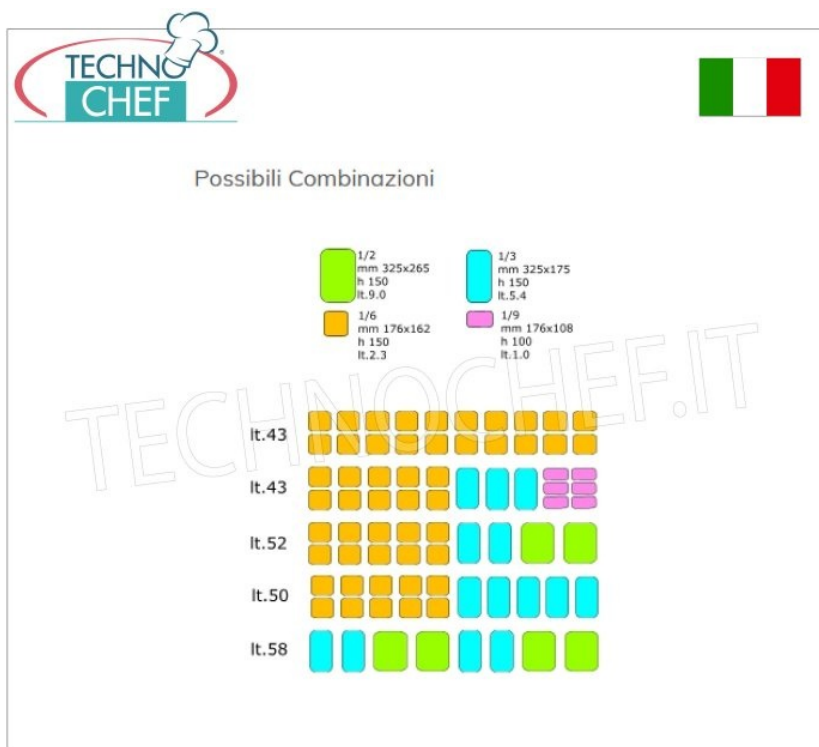 TECHNO
CHEF
®
Possibili Combinazioni
1/2
mm 325x265
h 150
lt.9.0
1/3
mm 325x175
h 150
lt.5.4
1/6
mm 176x162
h 150
lt.2.3
1/9
mm 176x108
h 100
lt.1.0
TECHNOCHEF.IT
lt.43
lt.43
lt.52
lt.50
lt.58